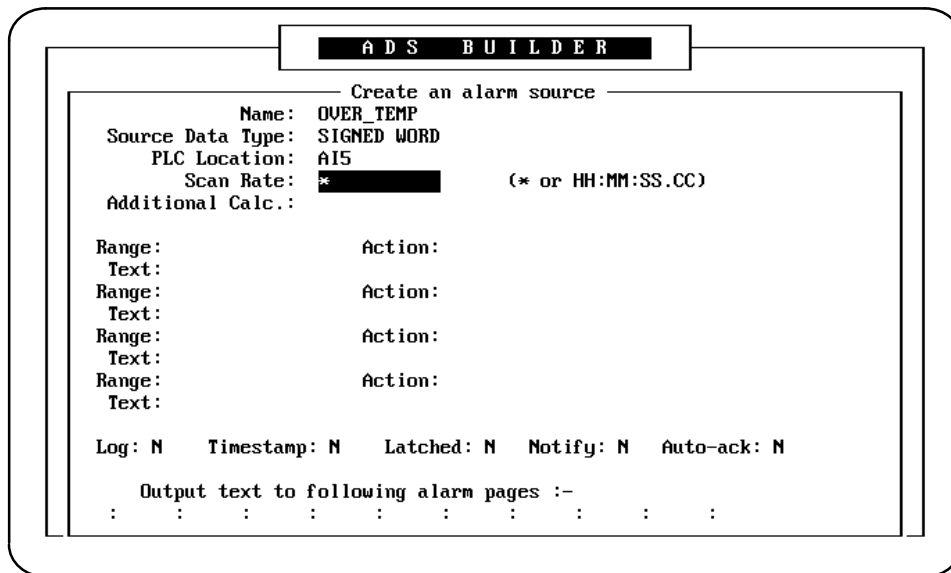 ADS BUILDER
Create an alarm source
Name: OVER_TEMP
Source Data Type: SIGNED WORD
PLC Location: AI5
Scan Rate: * (* or HH:MM:SS.CC)
Additional Calc.:
Range: Action:
Text:
Range: Action:
Text:
Range: Action:
Text:
Range: Action:
Text:
Log: N Timestamp: N Latched: N Notify: N Auto-ack: N
Output text to following alarm pages :-
: : : : : : : : : :